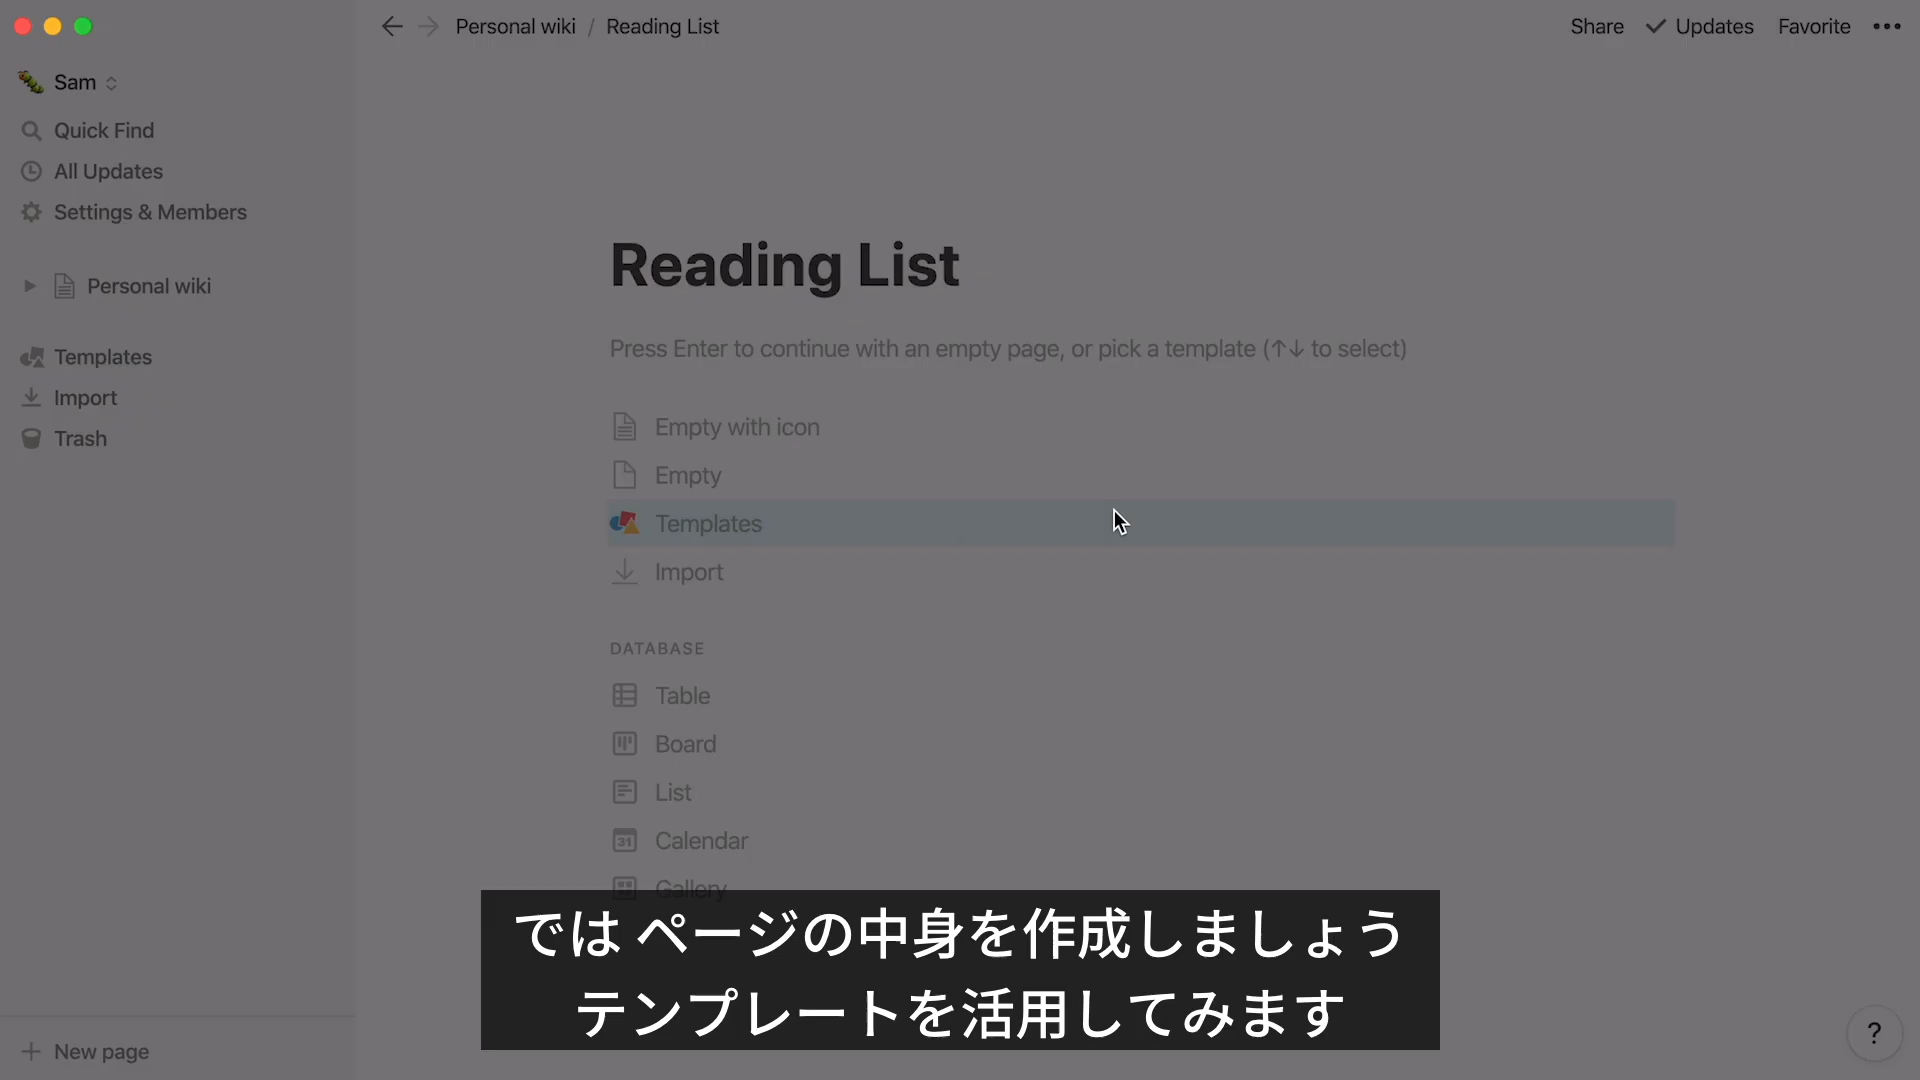 Personal wiki / Reading List
Share Updates Favorite
Sam
Quick Find
All Updates
Settings & Members
Personal wiki
Templates
Import
Trash
New page
Reading List
Press Enter to continue with an empty page, or pick a template (↑↓ to select)
Empty with icon
Empty
Templates
Import
DATABASE
Table
Board
List
31 Calendar
Gallery
では ページの中身を作成しましょう
テンプレートを活用してみます
?